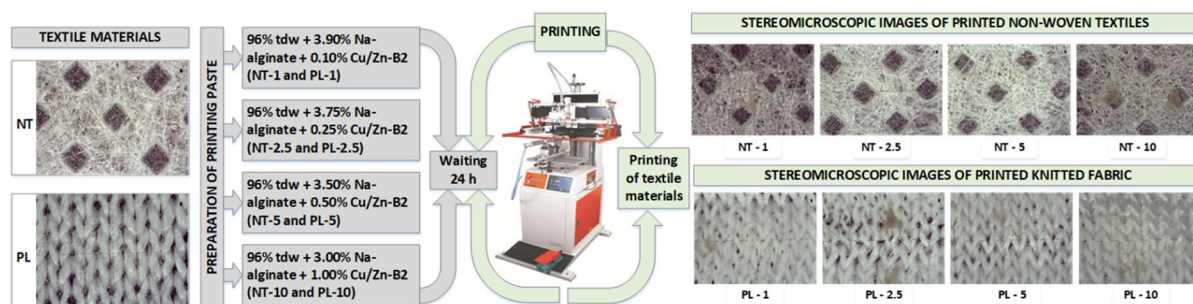 TEXTILE MATERIALS
NT
PL
PREPARATION OF PRINTING PASTE
96% tdw + 3.90% Na-
alginate + 0.10% Cu/Zn-B2
(NT-1 and PL-1)
96% tdw + 3.75% Na-
alginate + 0.25% Cu/Zn-B2
(NT-2.5 and PL-2.5)
96% tdw + 3.50% Na-
alginate + 0.50% Cu/Zn-B2
(NT-5 and PL-5)
96% tdw + 3.00% Na-
alginate + 1.00% Cu/Zn-B2
(NT-10 and PL-10)
Waiting
24 h
PRINTING
Printing
of textile
materials
STEREOMICROSCOPIC IMAGES OF PRINTED NON-WOVEN TEXTILES
NT - 1
NT - 2.5
NT - 5
NT - 10
STEREOMICROSCOPIC IMAGES OF PRINTED KNITTED FABRIC
PL - 1
PL - 2.5
PL - 5
PL - 10